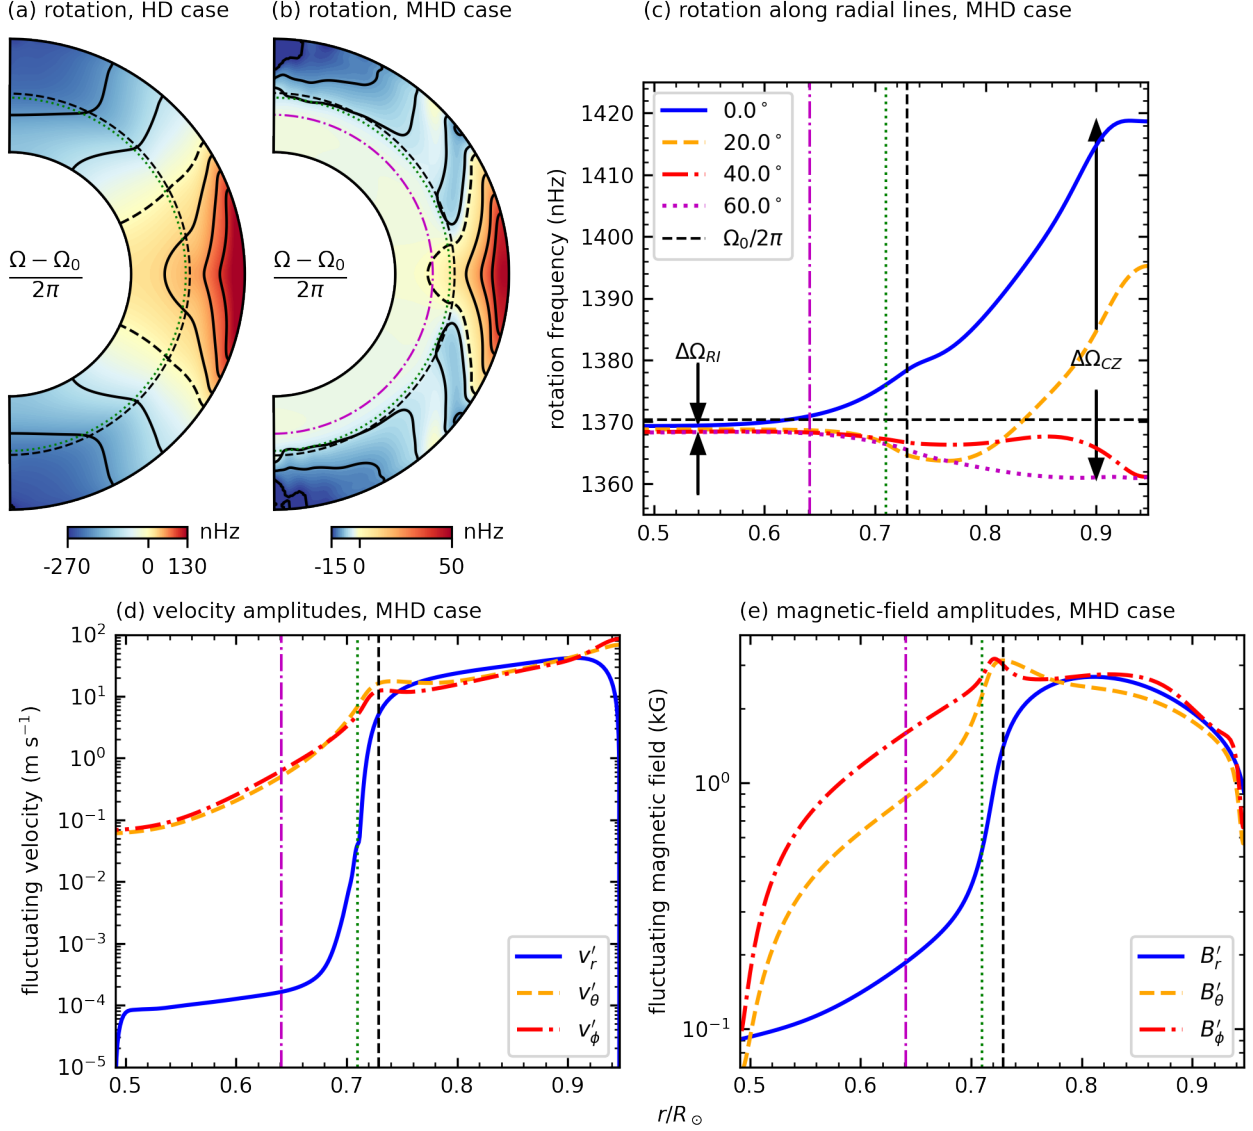 (a) rotation, HD case
(b) rotation, MHD case
(c) rotation along radial lines, MHD case
Ω − Ω₀
2π
-270 0 130 nHz
Ω − Ω₀
2π
-15 0 50 nHz
rotation frequency (nHz)
1420
1410
1400
1390
1380
1370
1360
0.0°
20.0°
40.0°
60.0°
Ω₀/2π
ΔΩ_RI
ΔΩ_CZ
0.5 0.6 0.7 0.8 0.9
(d) velocity amplitudes, MHD case
fluctuating velocity (m s⁻¹)
10²
10¹
10⁰
10⁻¹
10⁻²
10⁻³
10⁻⁴
10⁻⁵
v′_r
v′_θ
v′_ϕ
0.5 0.6 0.7 0.8 0.9
(e) magnetic-field amplitudes, MHD case
fluctuating magnetic field (kG)
10⁰
10⁻¹
B′_r
B′_θ
B′_ϕ
0.5 0.6 0.7 0.8 0.9
r/R_⊙